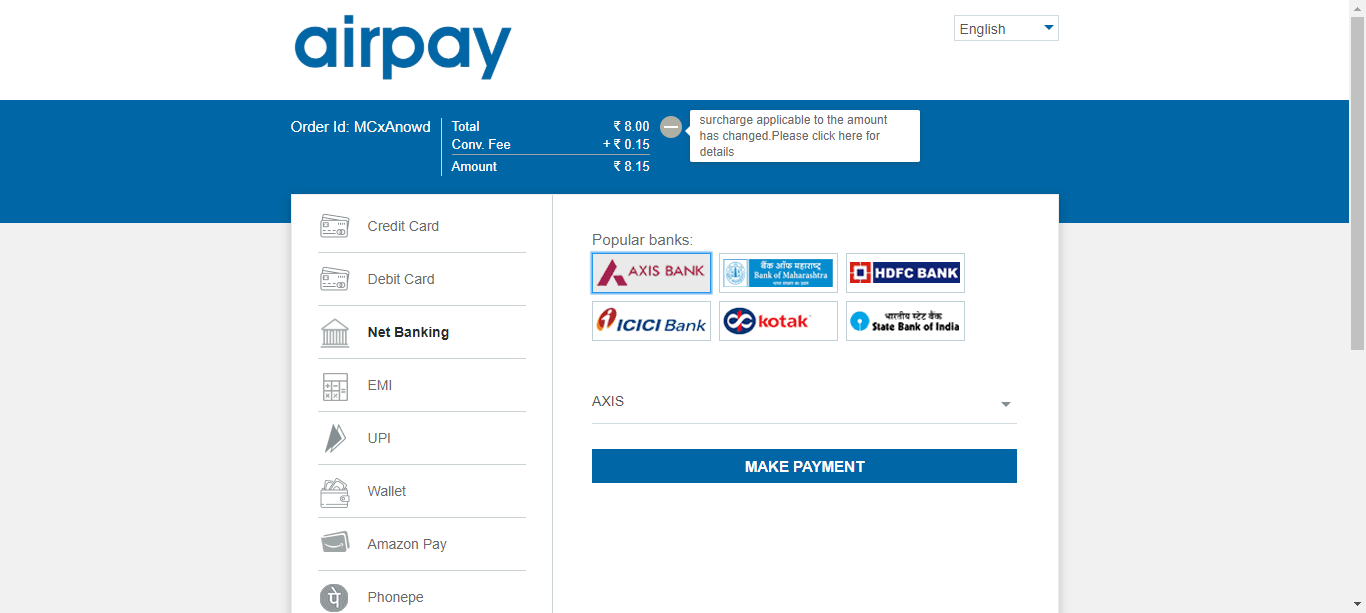 airpay
English
Order Id: MCxAnowd
Total ₹ 8.00
Conv. Fee + ₹ 0.15
Amount ₹ 8.15
surcharge applicable to the amount
has changed.Please click here for
details
Credit Card
Debit Card
Net Banking
EMI
UPI
Wallet
Amazon Pay
पे
Phonepe
Popular banks:
AXIS BANK
बैंक ऑफ महाराष्ट्र
Bank of Maharashtra
HDFC BANK
ICICI Bank
kotak
भारतीय स्टेट बैंक
State Bank of India
AXIS
MAKE PAYMENT